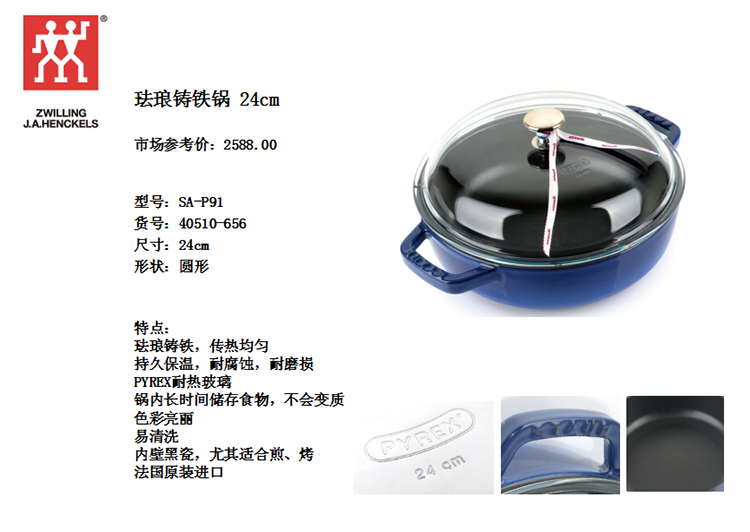 ®
ZWILLING
J.A.HENCKELS
珐琅铸铁锅 24cm
市场参考价：2588.00
型号：SA-P91
货号：40510-656
尺寸：24cm
形状：圆形
特点：
珐琅铸铁，传热均匀
持久保温，耐腐蚀，耐磨损
PYREX耐热玻璃
锅内长时间储存食物，不会变质
色彩亮丽
易清洗
内壁黑瓷，尤其适合煎、烤
法国原装进口
PYREX®
24 cm